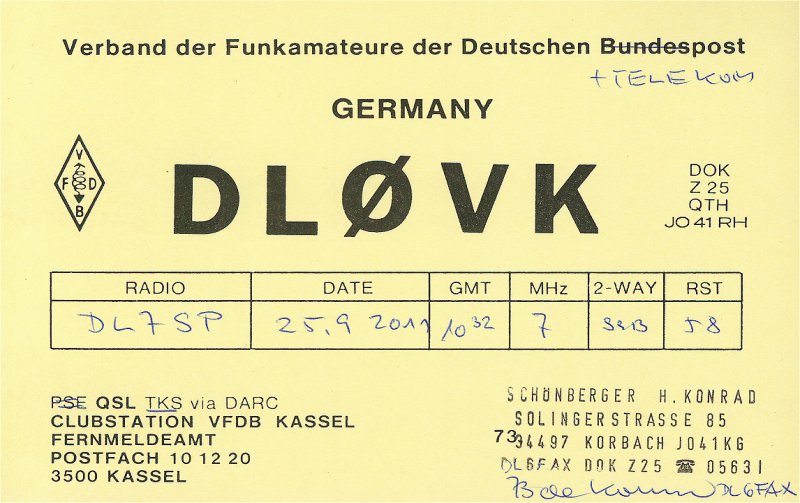 Verband der Funkamateure der Deutschen Bundespost
+ TELEKOM
GERMANY
V
F D
B
DLØVK
DOK
Z 25
QTH
JO 41 RH
RADIO DATE GMT MHz 2-WAY RST
DL7SP 25.9 2011 10 32 7 SSB 58
PSE QSL TKS via DARC
CLUBSTATION VFDB KASSEL
FERNMELDEAMT
POSTFACH 10 12 20
3500 KASSEL
SCHÖNBERGER H. KONRAD
SOLINGERSTRASSE 85
73 34497 KORBACH JO41KG
DL6FAX DOK Z25 ☎ 05631
DL6FAX